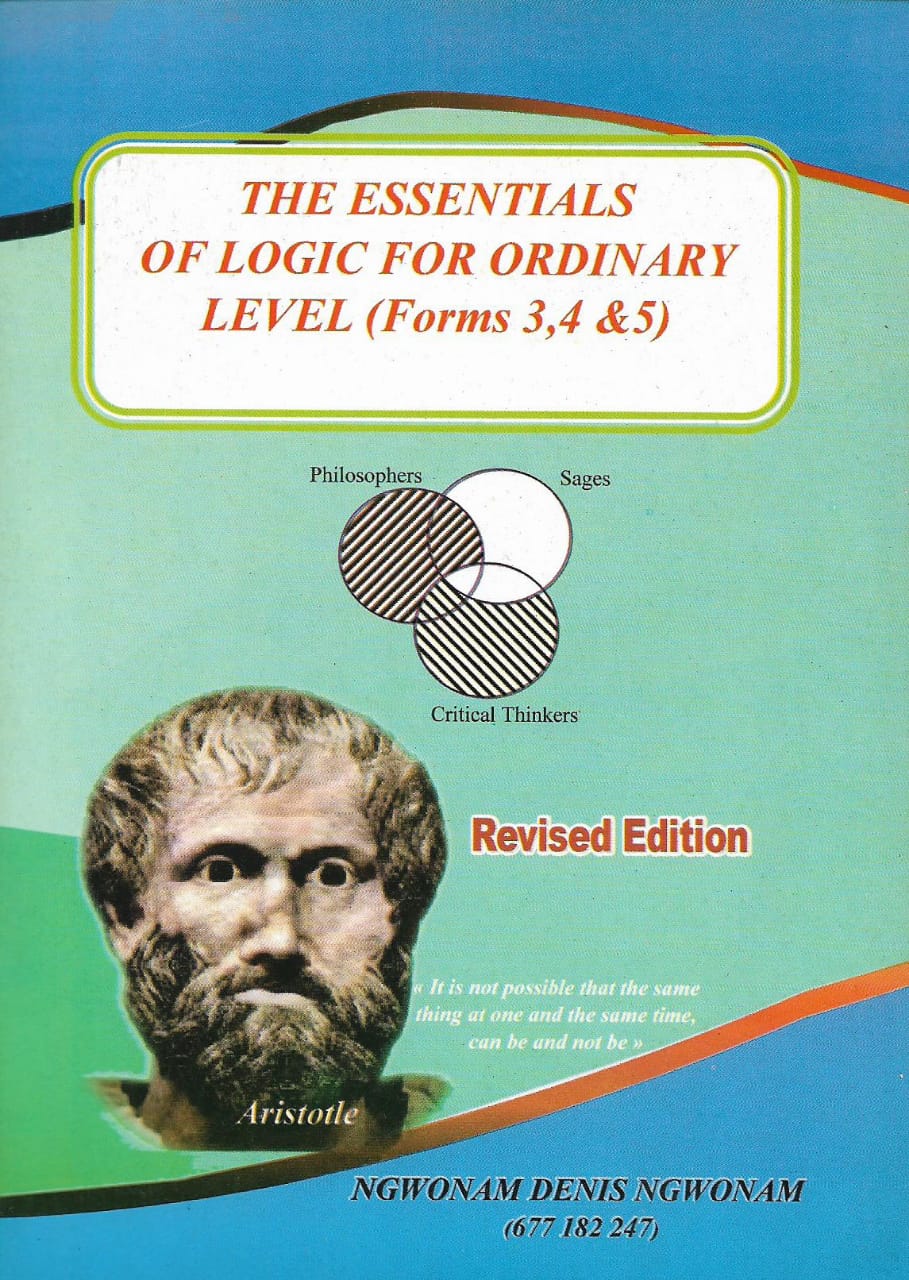 THE ESSENTIALS
OF LOGIC FOR ORDINARY
LEVEL (Forms 3,4 &5)
Philosophers
Sages
Critical Thinkers
Revised Edition
« It is not possible that the same
thing at one and the same time,
can be and not be »
Aristotle
NGWONAM DENIS NGWONAM
(677 182 247)